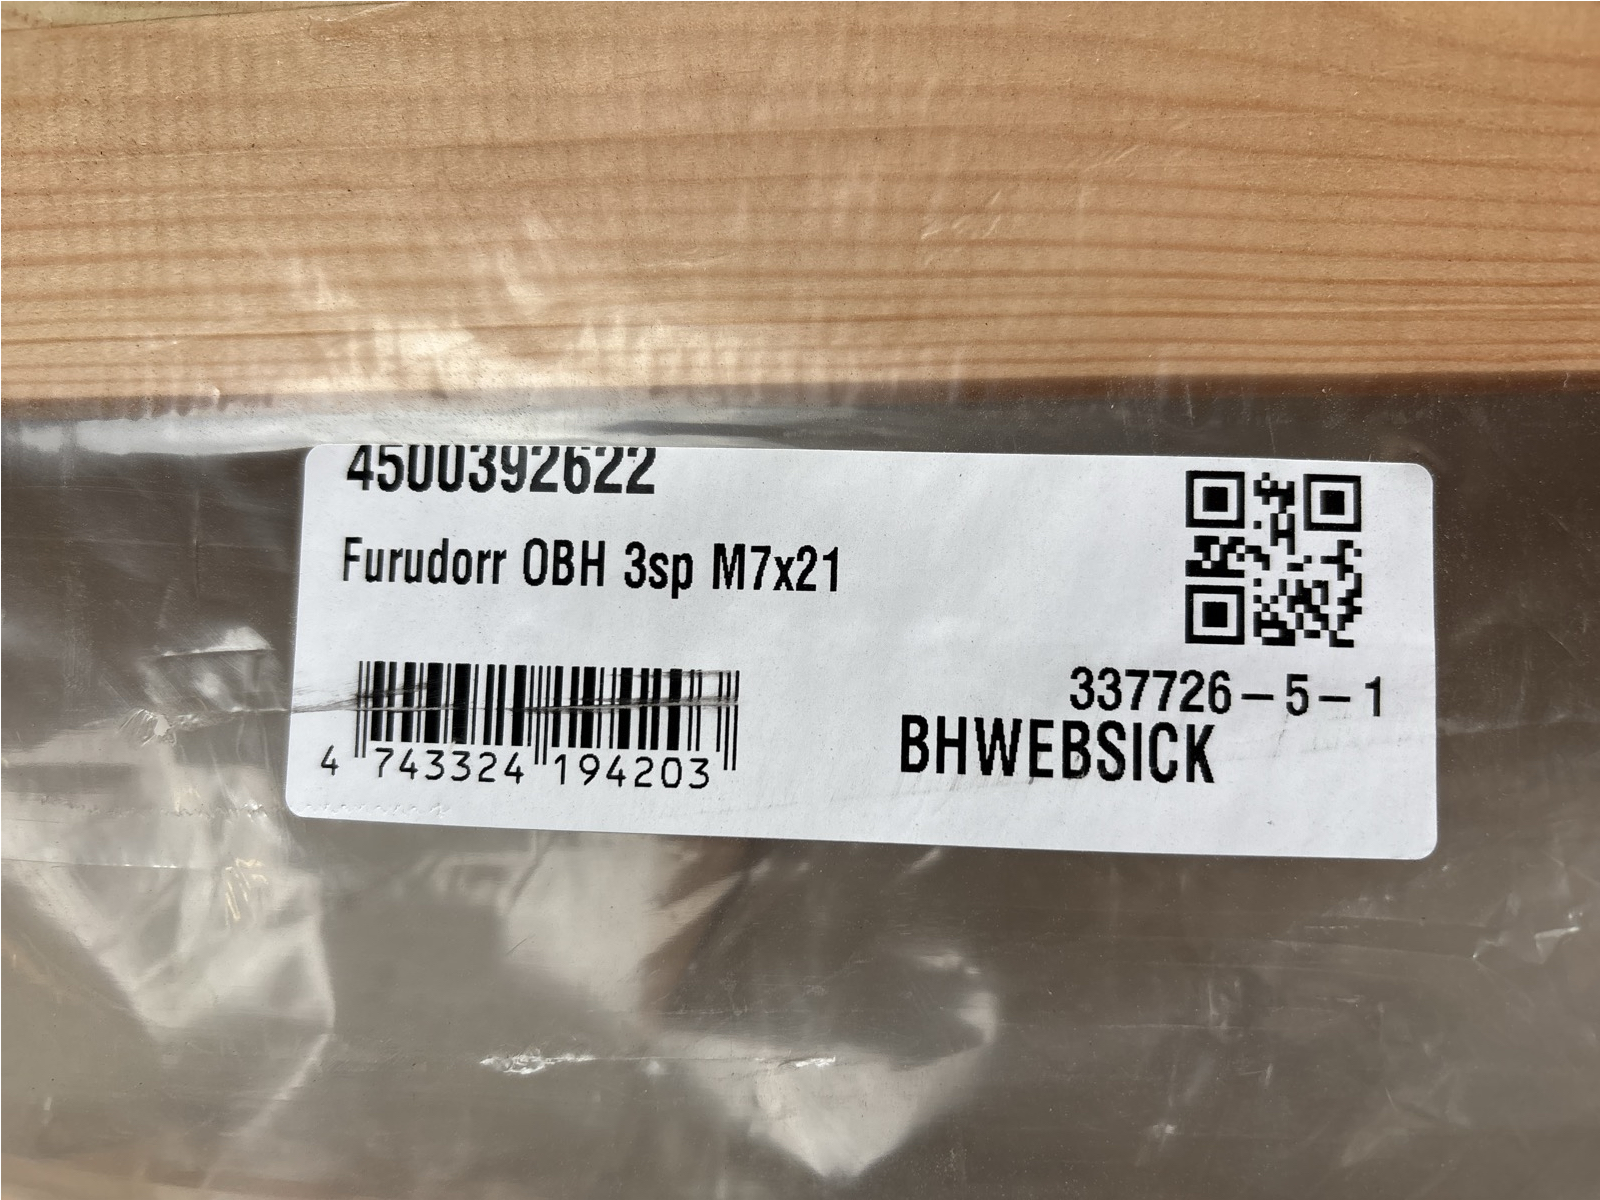 4500392622
Furudorr OBH 3sp M7x21
4 743324 194203
337726-5-1
BHWEBSICK